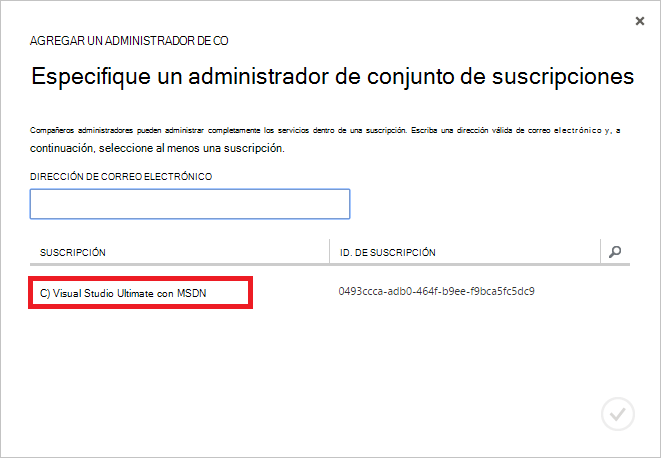 AGREGAR UN ADMINISTRADOR DE CO
Especifique un administrador de conjunto de suscripciones
Compañeros administradores pueden administrar completamente los servicios dentro de una suscripción. Escriba una dirección válida de correo electrónico y, a
continuación, seleccione al menos una suscripción.
DIRECCIÓN DE CORREO ELECTRÓNICO
SUSCRIPCIÓN ID. DE SUSCRIPCIÓN
C) Visual Studio Ultimate con MSDN 0493ccca-adb0-464f-b9ee-f9bca5fc5dc9